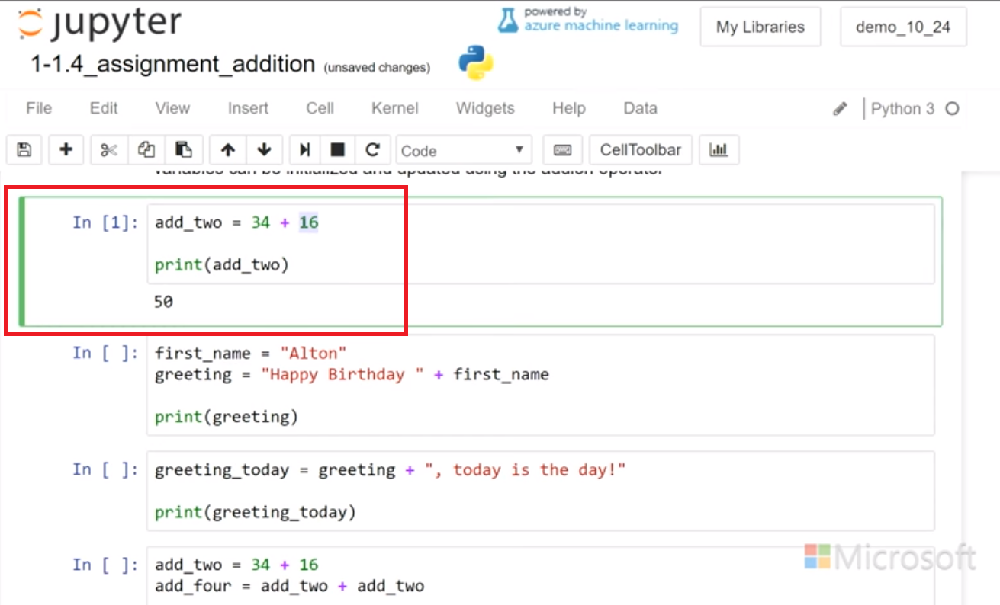 jupyter
powered by
azure machine learning
My Libraries
demo_10_24
1-1.4_assignment_addition (unsaved changes)
File Edit View Insert Cell Kernel Widgets Help Data Python 3
Code CellToolbar
variables can be initialized and updated using the addion operator
In [1]: add_two = 34 + 16
print(add_two)
50
In [ ]: first_name = "Alton"
greeting = "Happy Birthday " + first_name
print(greeting)
In [ ]: greeting_today = greeting + ", today is the day!"
print(greeting_today)
In [ ]: add_two = 34 + 16
add_four = add_two + add_two
Microsoft